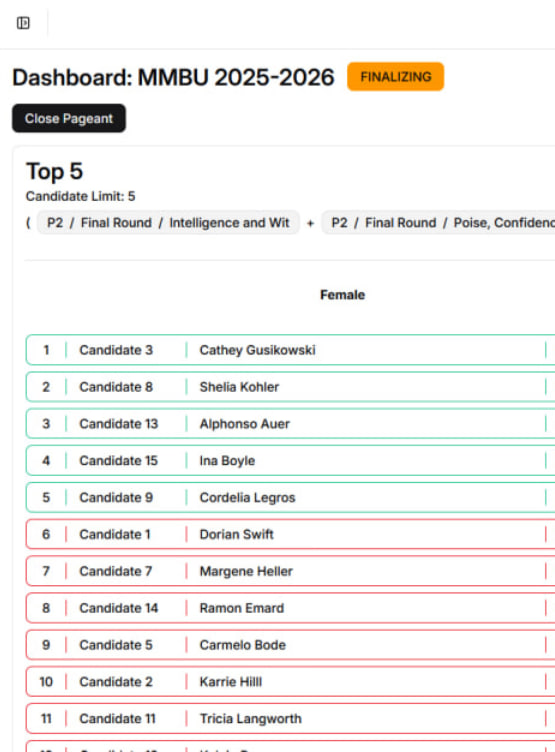 Dashboard: MMBU 2025-2026 FINALIZING
Close Pageant
Top 5
Candidate Limit: 5
( P2 / Final Round / Intelligence and Wit + P2 / Final Round / Poise, Confidenc
Female
1 Candidate 3 Cathey Gusikowski
2 Candidate 8 Shelia Kohler
3 Candidate 13 Alphonso Auer
4 Candidate 15 Ina Boyle
5 Candidate 9 Cordelia Legros
6 Candidate 1 Dorian Swift
7 Candidate 7 Margene Heller
8 Candidate 14 Ramon Emard
9 Candidate 5 Carmelo Bode
10 Candidate 2 Karrie Hilll
11 Candidate 11 Tricia Langworth